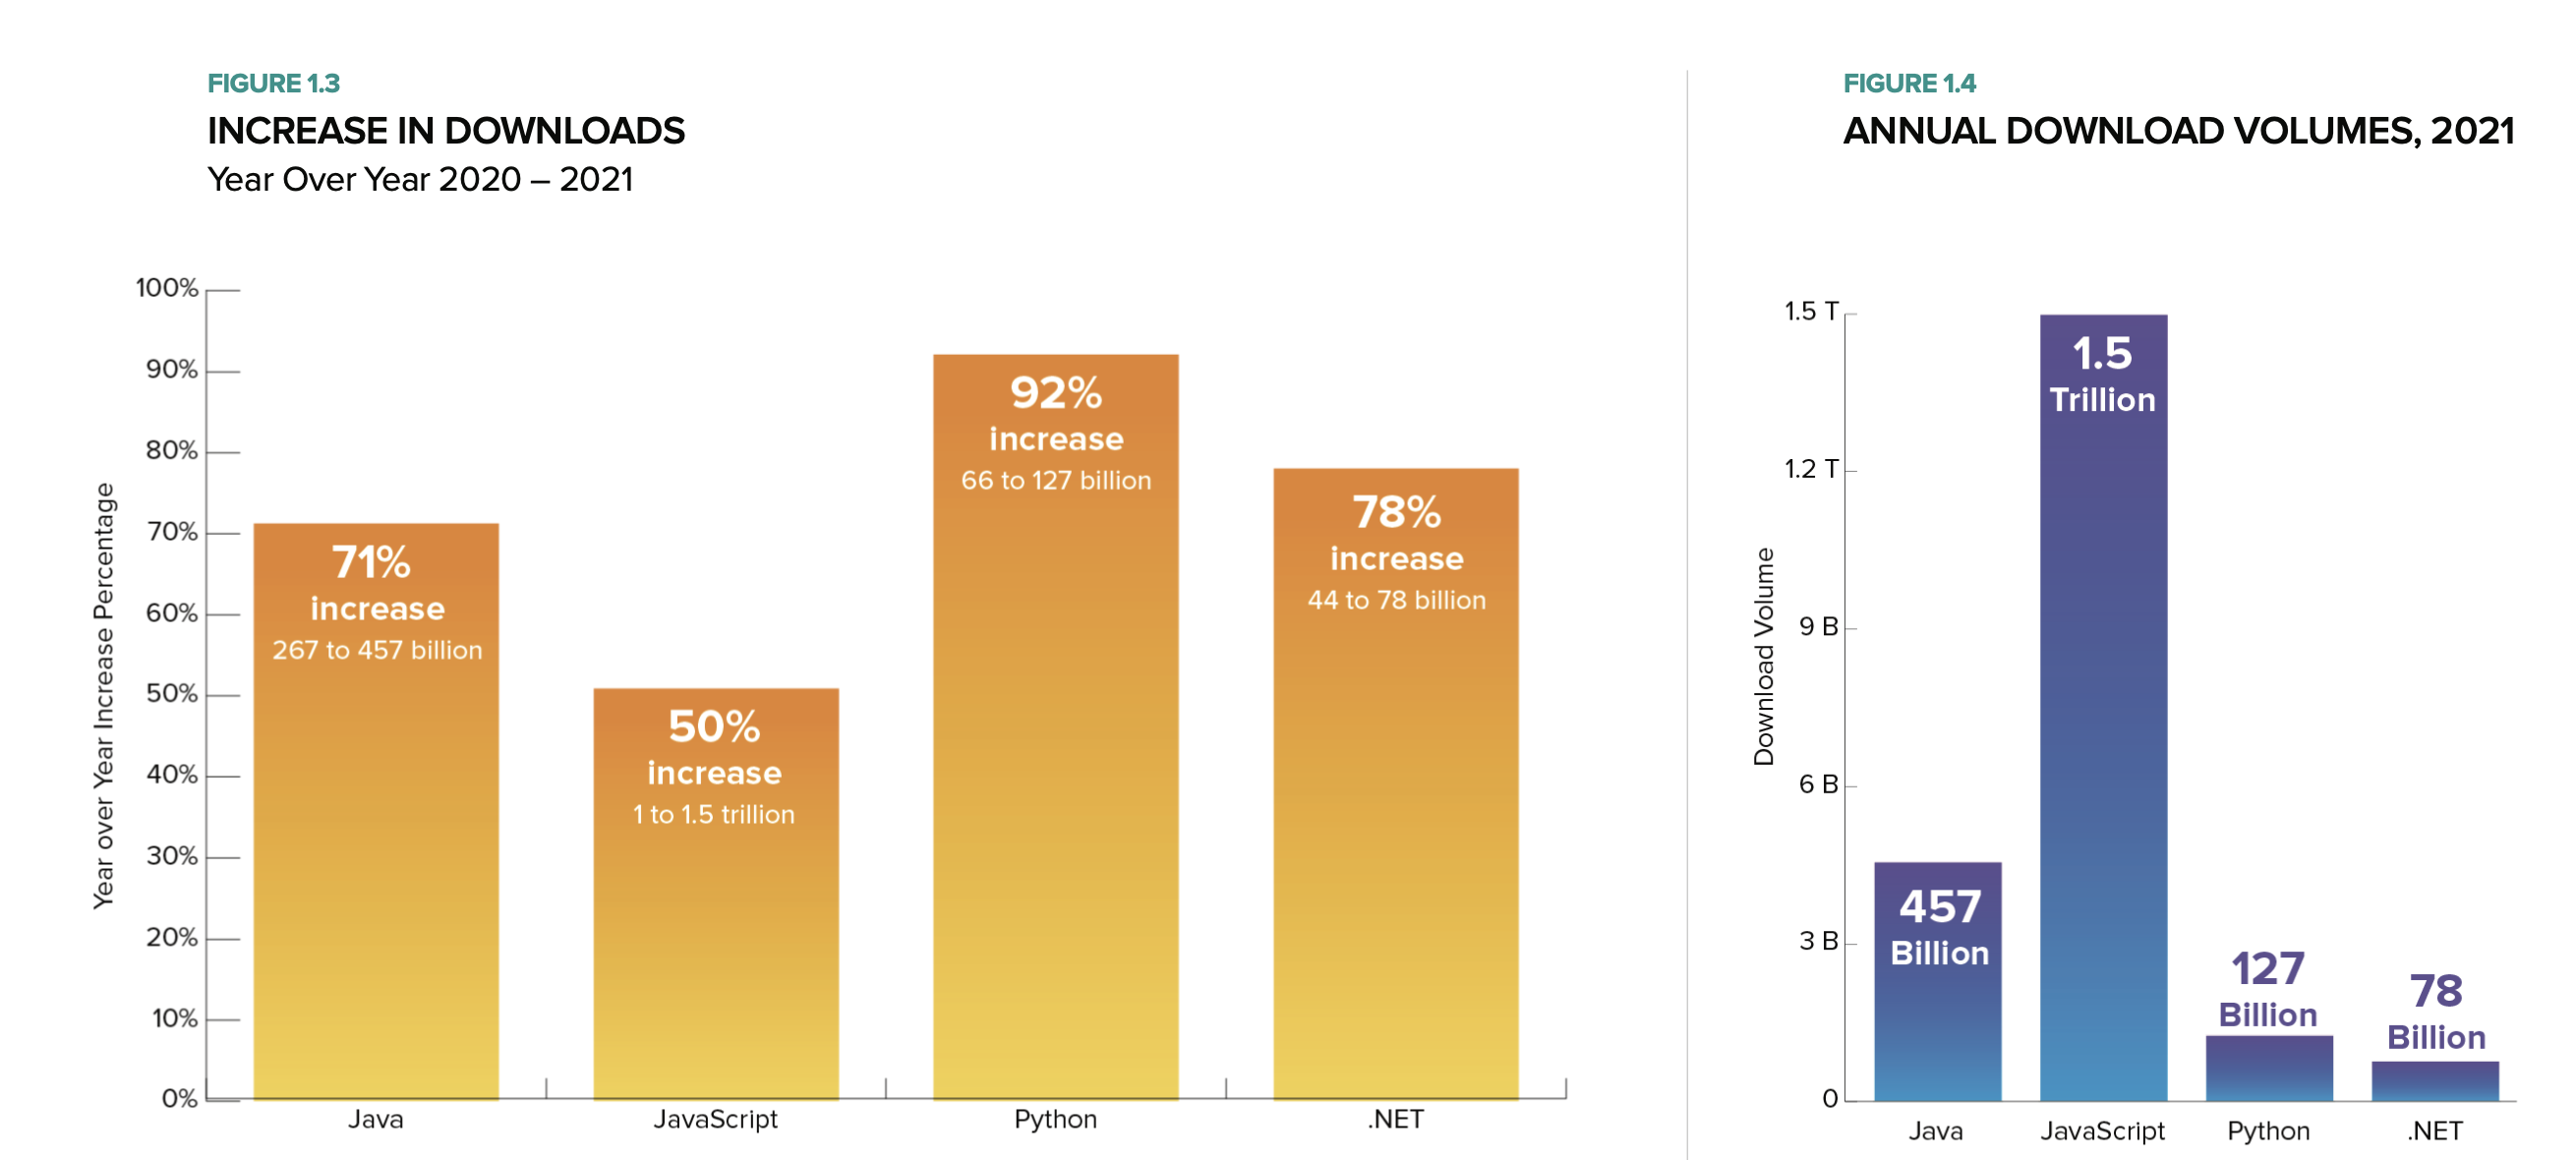 FIGURE 1.3
INCREASE IN DOWNLOADS
Year Over Year 2020 – 2021
Year over Year Increase Percentage
100%
90%
80%
70%
60%
50%
40%
30%
20%
10%
0%
71%
increase
267 to 457 billion
50%
increase
1 to 1.5 trillion
92%
increase
66 to 127 billion
78%
increase
44 to 78 billion
Java
JavaScript
Python
.NET
FIGURE 1.4
ANNUAL DOWNLOAD VOLUMES, 2021
Download Volume
1.5 T
1.2 T
9 B
6 B
3 B
0
457
Billion
1.5
Trillion
127
Billion
78
Billion
Java
JavaScript
Python
.NET